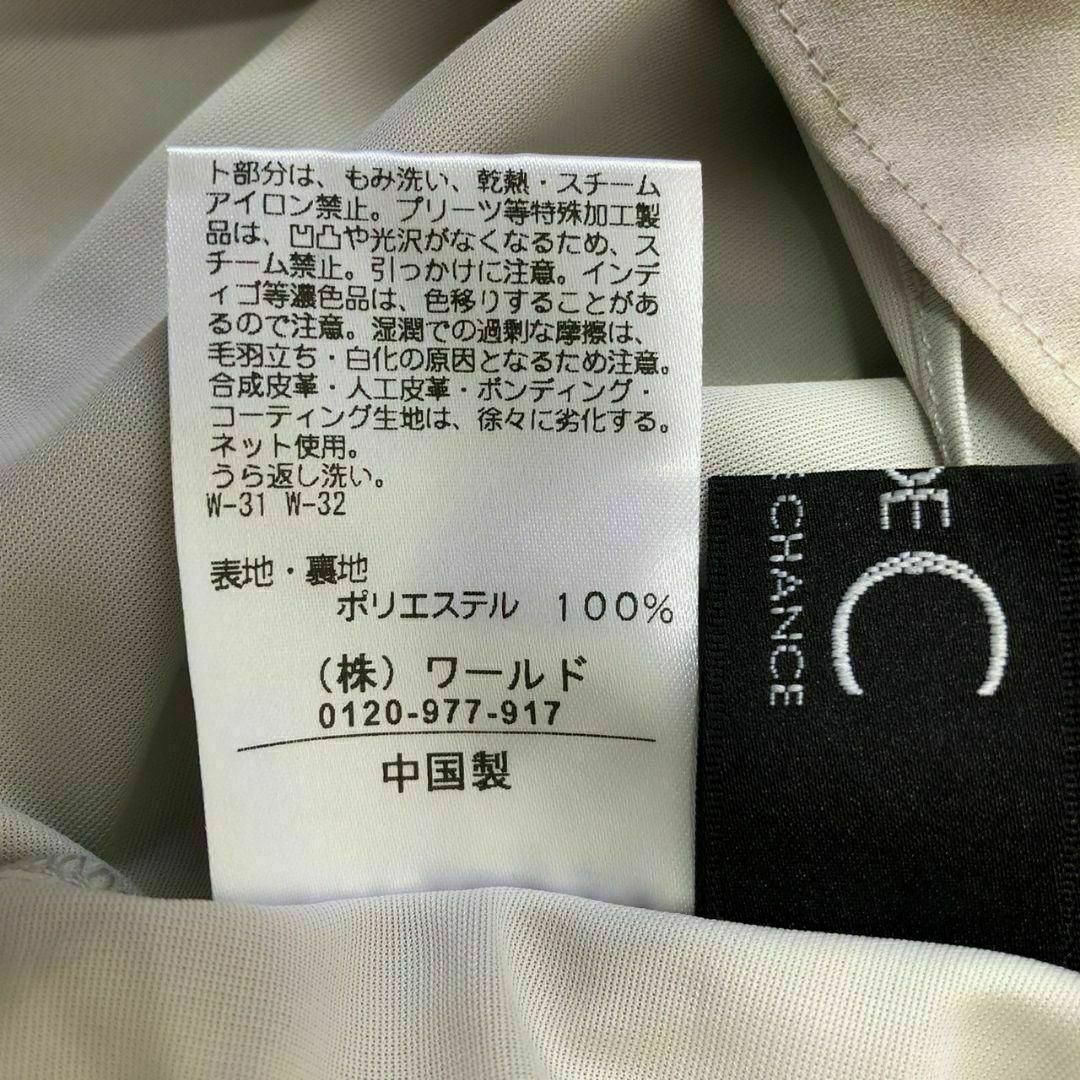 ト部分は、もみ洗い、乾熱・スチーム
アイロン禁止。プリーツ等特殊加工製
品は、凹凸や光沢がなくなるため、ス
チーム禁止。引っかけに注意。インデ
ィゴ等濃色品は、色移りすることがあ
るので注意。湿潤での過剰な摩擦は、
毛羽立ち・白化の原因となるため注意。
合成皮革・人工皮革・ボンディング・
コーティング生地は、徐々に劣化する。
ネット使用。
うら返し洗い。
W-31 W-32
表地・裏地
ポリエステル 100%
(株) ワールド
0120-977-917
中国製
DE C
CHANCE